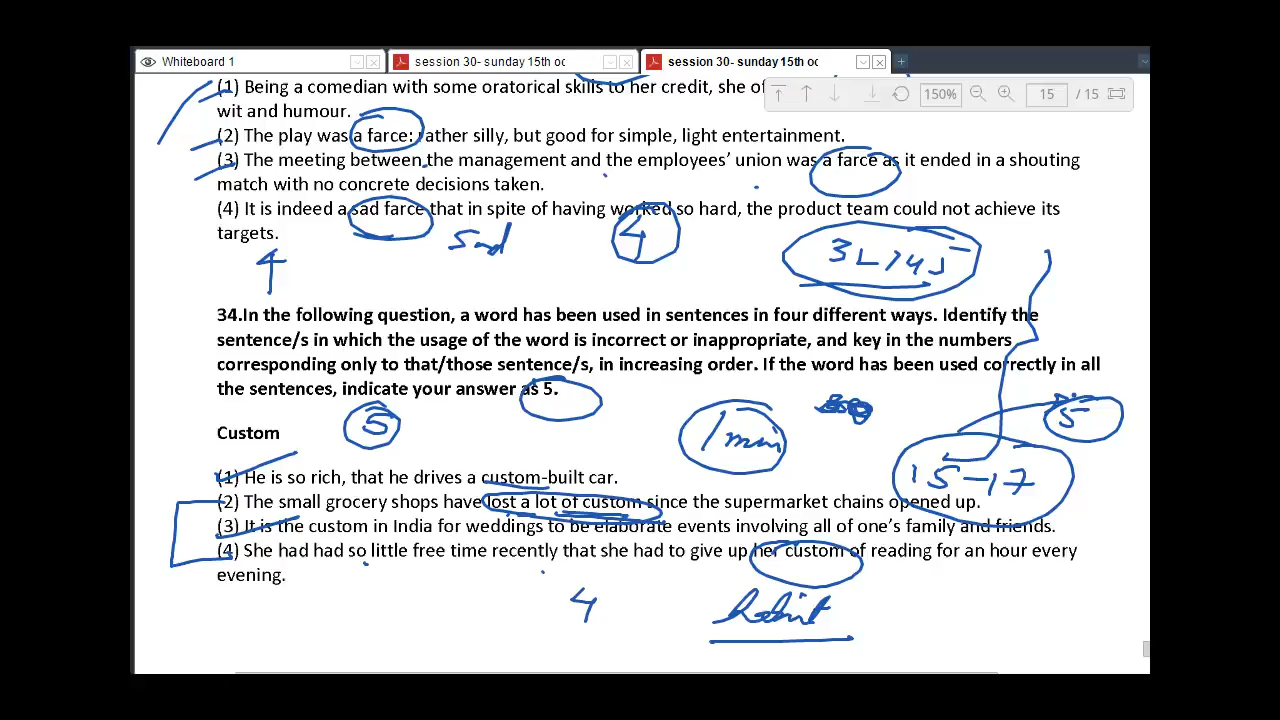 Whiteboard 1
session 30- sunday 15th oc
session 30- sunday 15th oc
150%
15
/ 15
(1) Being a comedian with some oratorical skills to her credit, she of
wit and humour.
(2) The play was a farce: rather silly, but good for simple, light entertainment.
(3) The meeting between the management and the employees' union was a farce as it ended in a shouting
match with no concrete decisions taken.
(4) It is indeed a sad farce that in spite of having worked so hard, the product team could not achieve its
targets.
Sad
4
4
34.In the following question, a word has been used in sentences in four different ways. Identify the
sentence/s in which the usage of the word is incorrect or inappropriate, and key in the numbers
corresponding only to that/those sentence/s, in increasing order. If the word has been used correctly in all
the sentences, indicate your answer as 5.
5
1 min
5
15-17
Custom
(1) He is so rich, that he drives a custom-built car.
(2) The small grocery shops have lost a lot of custom since the supermarket chains opened up.
(3) It is the custom in India for weddings to be elaborate events involving all of one's family and friends.
(4) She had had so little free time recently that she had to give up her custom of reading for an hour every
evening.
4
habit